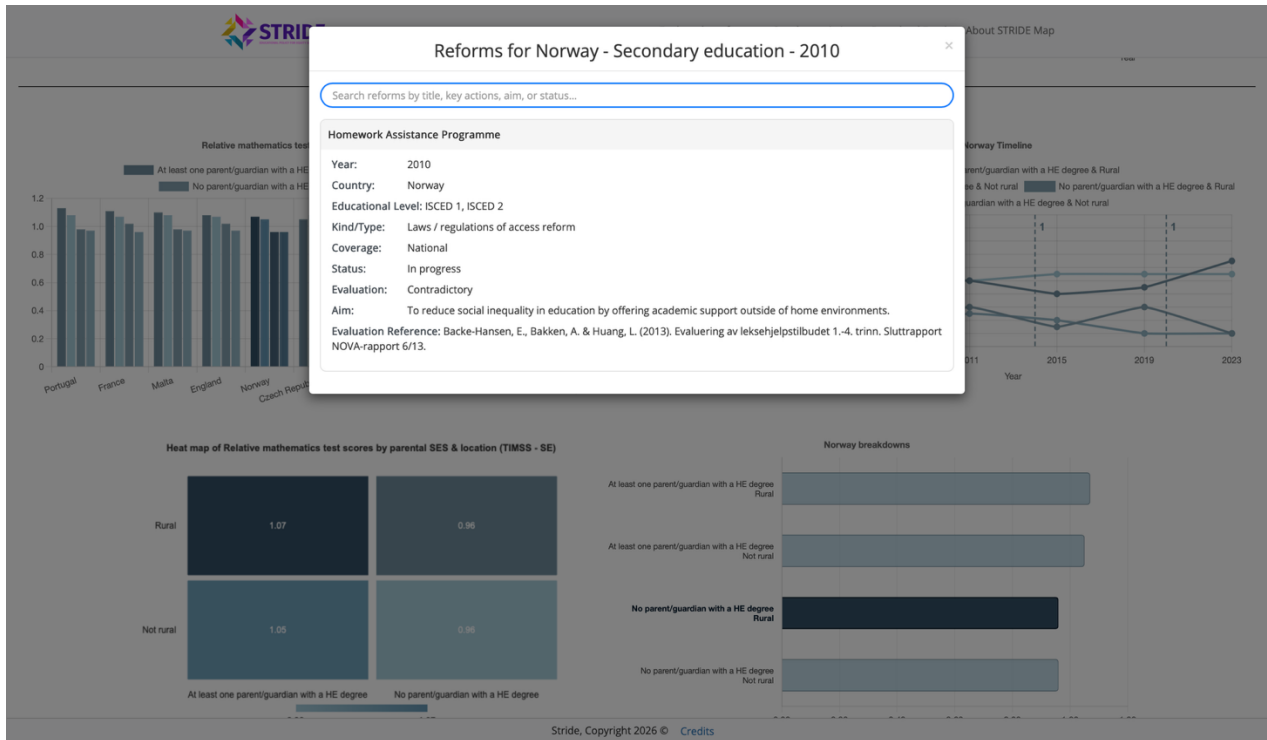 STRIDE
About STRIDE Map
Reforms for Norway - Secondary education - 2010
×
Search reforms by title, key actions, aim, or status...
Homework Assistance Programme
Year: 2010
Country: Norway
Educational Level: ISCED 1, ISCED 2
Kind/Type: Laws / regulations of access reform
Coverage: National
Status: In progress
Evaluation: Contradictory
Aim: To reduce social inequality in education by offering academic support outside of home environments.
Evaluation Reference: Backe-Hansen, E., Bakken, A. & Huang, L. (2013). Evaluering av leksehjelpstilbudet 1.-4. trinn. Sluttrapport
NOVA-rapport 6/13.
Relative mathematics
At least one parent/guardian with a HE
No parent/guardian with a HE
1.2
1.0
0.8
0.6
0.4
0.2
0
Portugal
France
Malta
England
Norway
Czech
Norway Timeline
parent/guardian with a HE degree & Rural
& Not rural
No parent/guardian with a HE degree & Rural
with a HE degree & Not rural
1
1
2015
2019
2023
Year
Heat map of Relative mathematics test scores by parental SES & location (TIMSS - SE)
Rural
1.07
0.96
Not rural
1.05
0.96
At least one parent/guardian with a HE degree
No parent/guardian with a HE degree
Norway breakdowns
At least one parent/guardian with a HE degree
Rural
At least one parent/guardian with a HE degree
Not rural
No parent/guardian with a HE degree
Rural
No parent/guardian with a HE degree
Not rural
Stride, Copyright 2026 © Credits